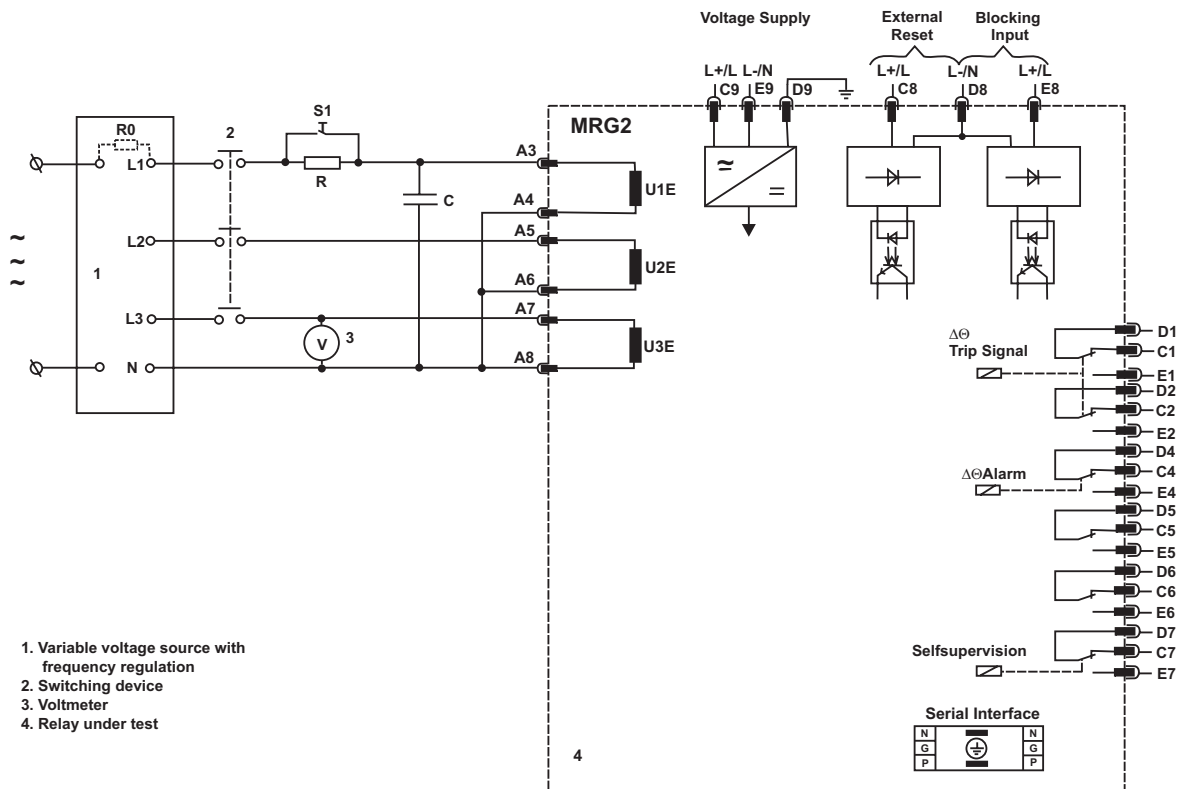 Voltage Supply
External
Reset
Blocking
Input
L+/L L-/N
C9 E9 D9
L+/L
C8
L-/N
D8
L+/L
E8
MRG2
R0
2
S1
L1
R
C
A3
U1E
A4
L2
A5
U2E
A6
1
L3
3
V
A7
U3E
N
A8
~
~
~
≈
=
ΔΘ
Trip Signal
D1
C1
E1
D2
C2
E2
ΔΘAlarm
D4
C4
E4
D5
C5
E5
D6
C6
E6
Selfsupervision
D7
C7
E7
1. Variable voltage source with
frequency regulation
2. Switching device
3. Voltmeter
4. Relay under test
4
Serial Interface
N N
G G
P P